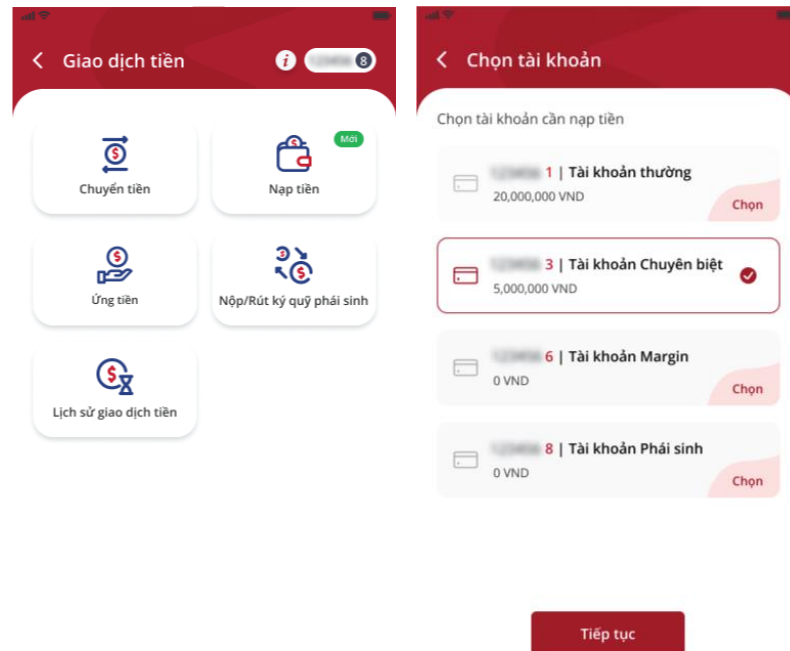 Giao dịch tiền
i
8
Chuyển tiền
Mới
Nạp tiền
Ứng tiền
Nộp/Rút ký quỹ phái sinh
Lịch sử giao dịch tiền
Chọn tài khoản
Chọn tài khoản cần nạp tiền
1 | Tài khoản thường
20,000,000 VND
Chọn
3 | Tài khoản Chuyên biệt
5,000,000 VND
6 | Tài khoản Margin
0 VND
Chọn
8 | Tài khoản Phái sinh
0 VND
Chọn
Tiếp tục